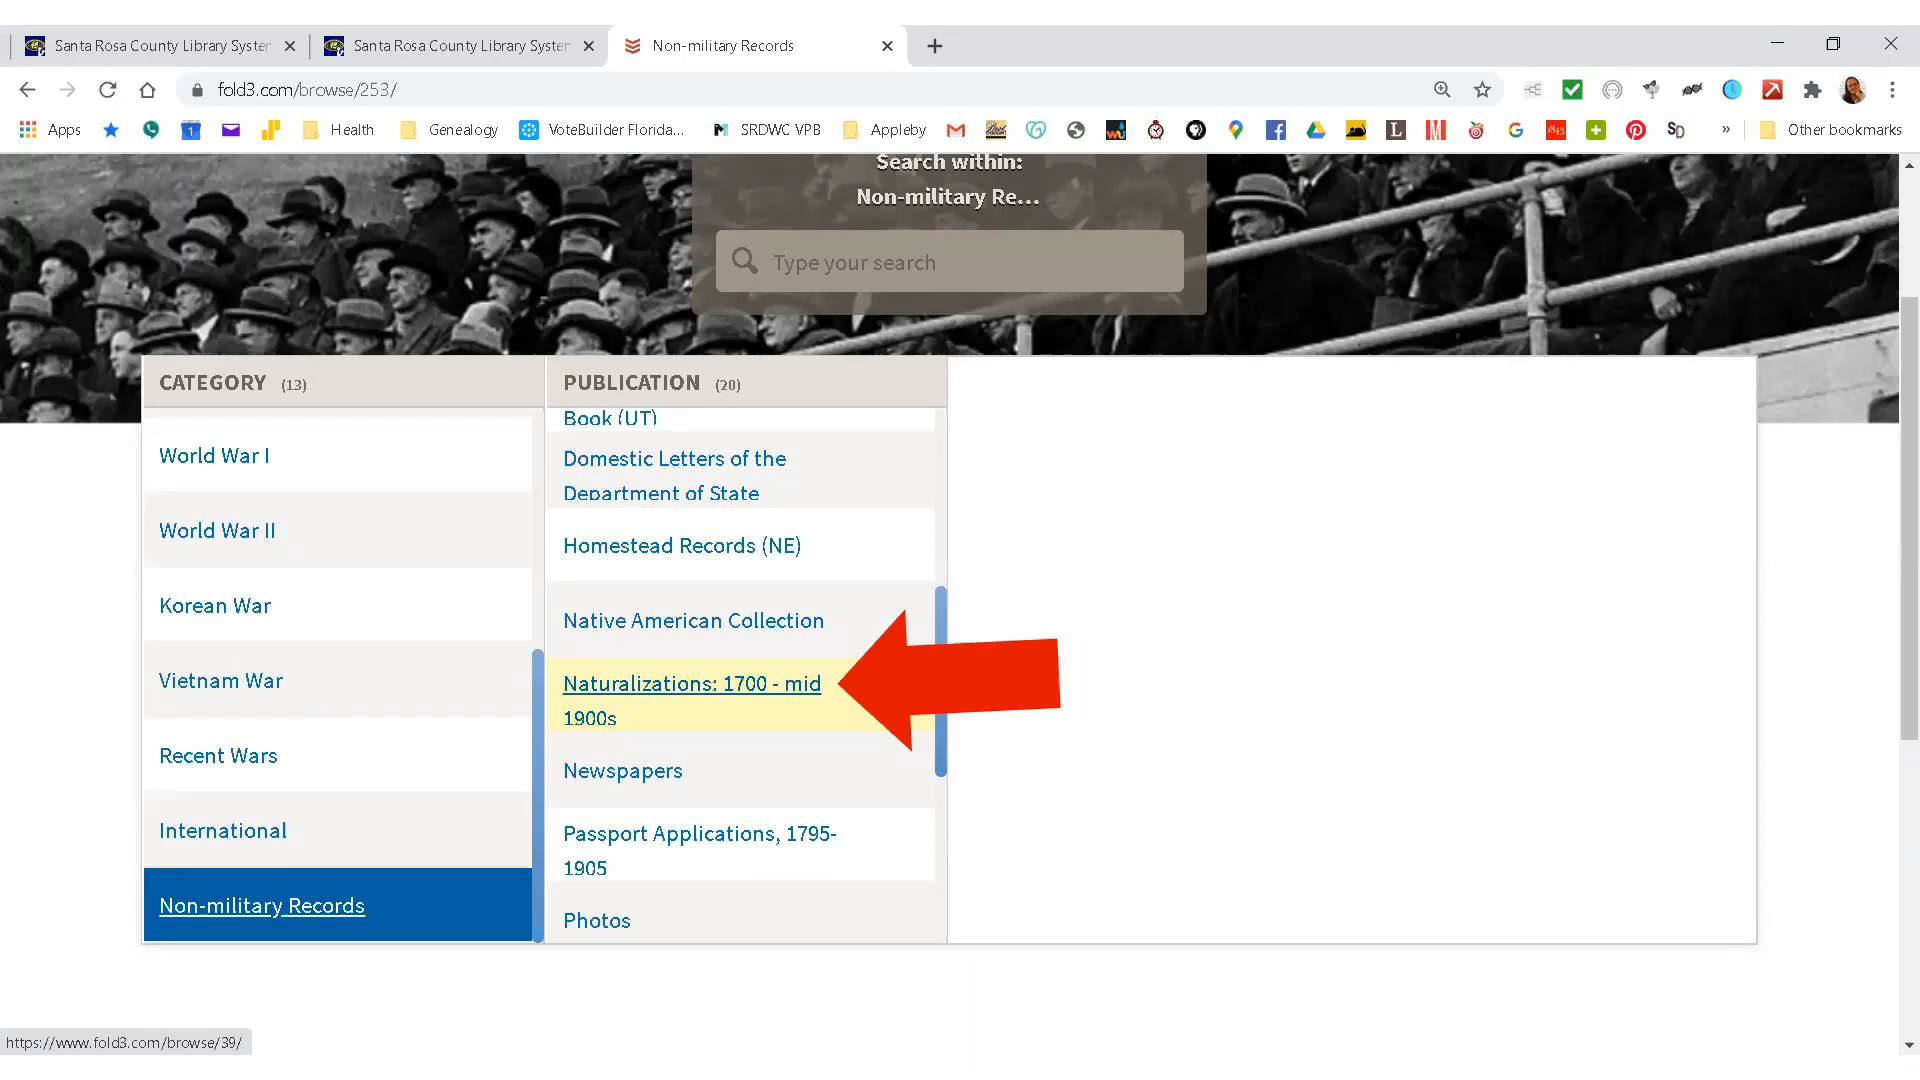 Santa Rosa County Library System
Santa Rosa County Library System
Non-military Records
fold3.com/browse/253/
Apps
Health
Genealogy
VoteBuilder Florida...
SRDWC VPB
Appleby
Other bookmarks
Search within:
Non-military Re...
Type your search
CATEGORY (13)
World War I
World War II
Korean War
Vietnam War
Recent Wars
International
Non-military Records
PUBLICATION (20)
Book (UT)
Domestic Letters of the
Department of State
Homestead Records (NE)
Native American Collection
Naturalizations: 1700 - mid
1900s
Newspapers
Passport Applications, 1795-
1905
Photos
https://www.fold3.com/browse/39/